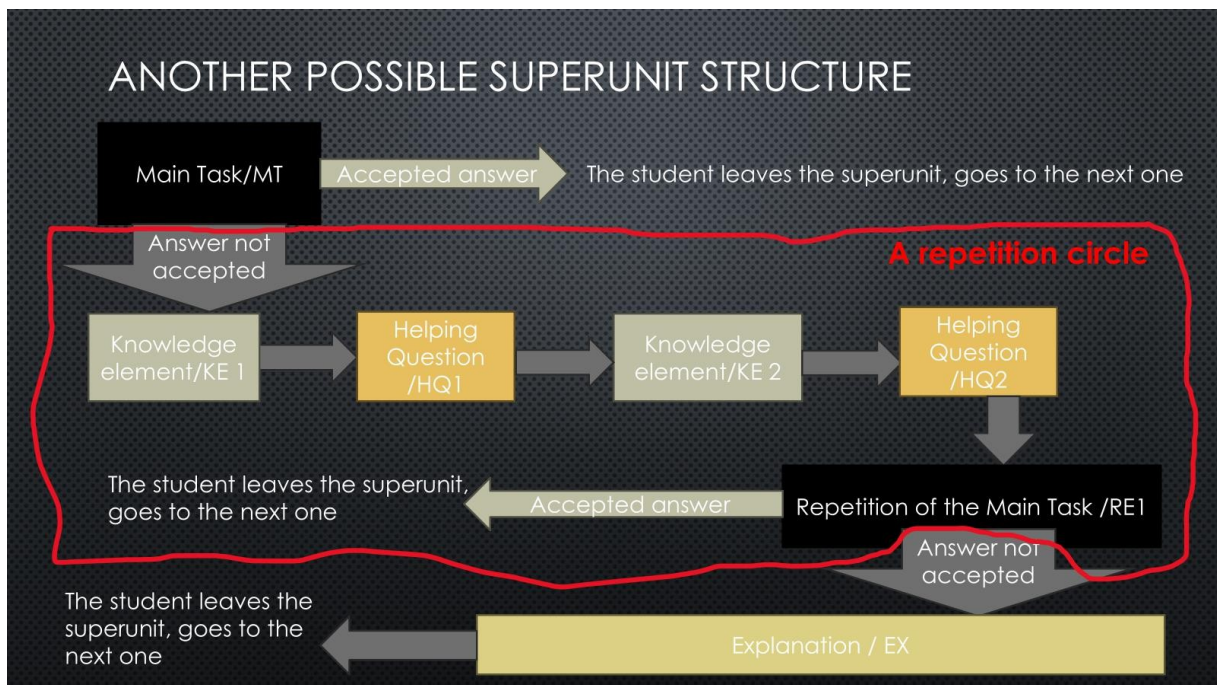 ANOTHER POSSIBLE SUPERUNIT STRUCTURE
Main Task/MT
Accepted answer
The student leaves the superunit, goes to the next one
Answer not
accepted
A repetition circle
Knowledge
element/KE 1
Helping
Question
/HQ1
Knowledge
element/KE 2
Helping
Question
/HQ2
The student leaves the superunit,
goes to the next one
Accepted answer
Repetition of the Main Task /RE1
Answer not
accepted
The student leaves the
superunit, goes to the
next one
Explanation / EX